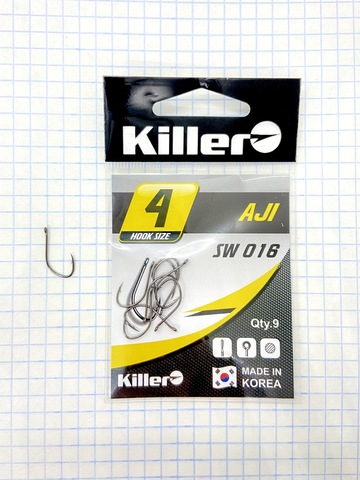 Killer
4
HOOK SIZE
AJI
SW 016
Qty.9
Killer
MADE IN
KOREA